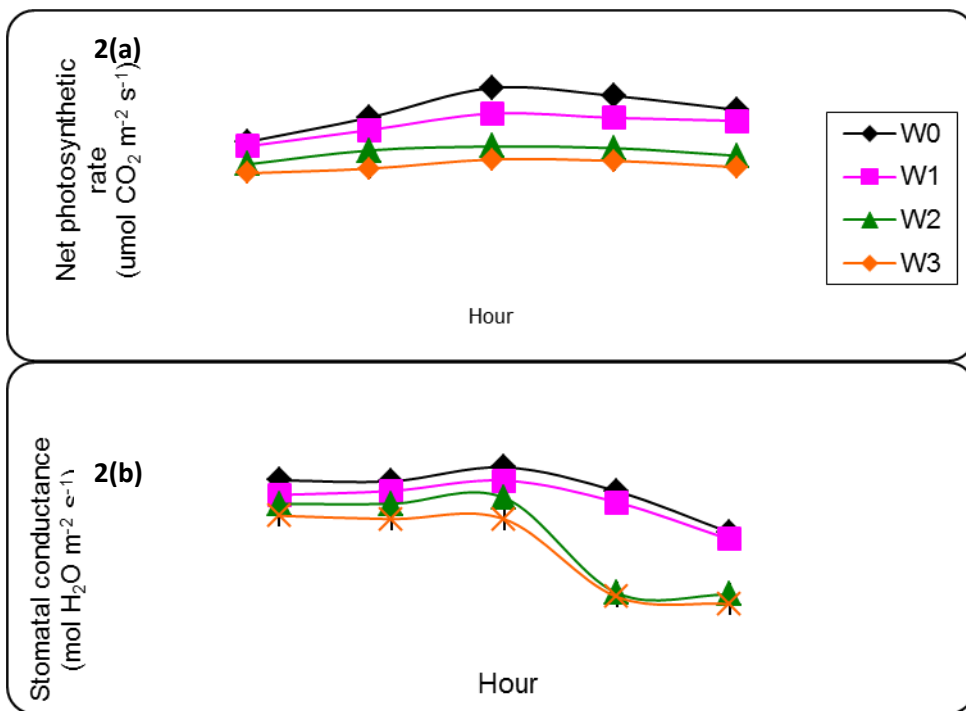 2(a)
Net photosynthetic
rate
(umol CO₂ m⁻² s⁻¹)
W0
W1
W2
W3
Hour
2(b)
Stomatal conductance
(mol H₂O m⁻² s⁻¹)
Hour